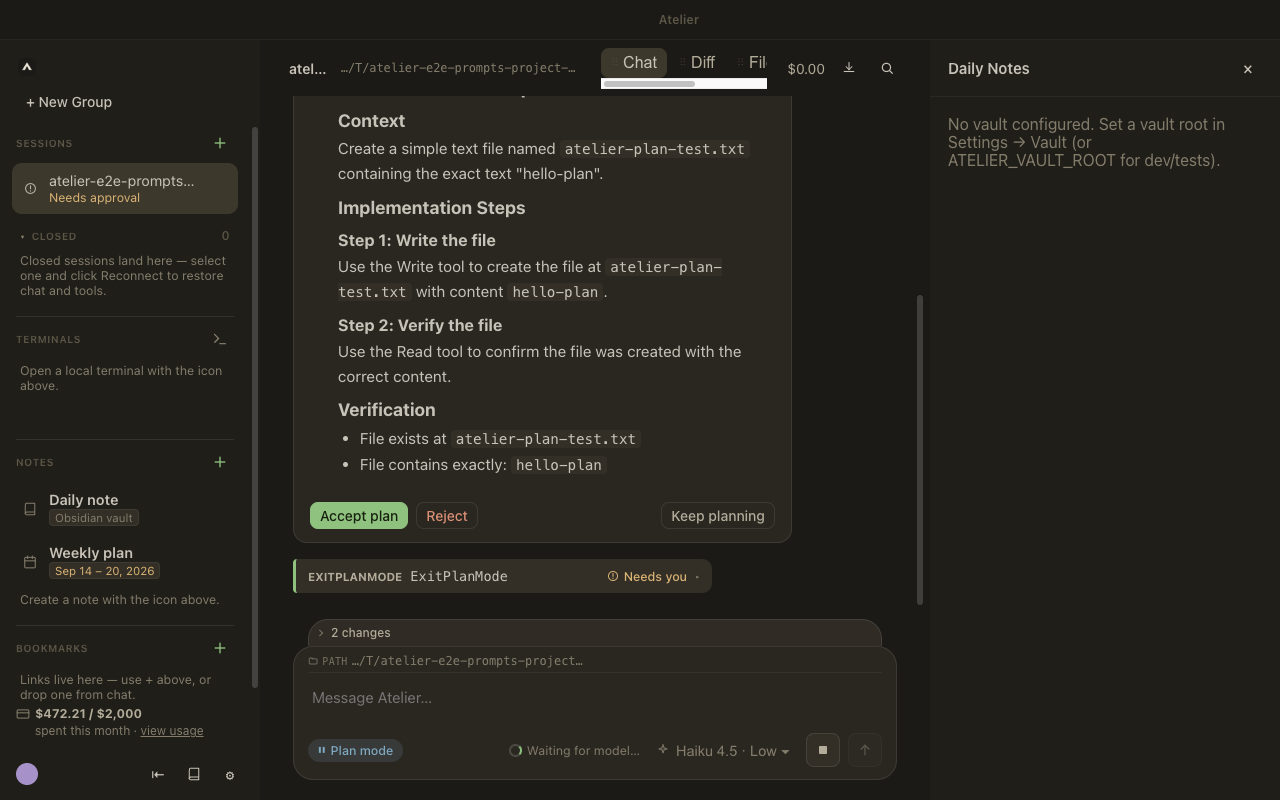 Atelier
+ New Group
SESSIONS
atelier-e2e-prompts...
Needs approval
CLOSED 0
Closed sessions land here — select
one and click Reconnect to restore
chat and tools.
TERMINALS
Open a local terminal with the icon
above.
NOTES
Daily note
Obsidian vault
Weekly plan
Sep 14 – 20, 2026
Create a note with the icon above.
BOOKMARKS
Links live here — use + above, or
drop one from chat.
$472.21 / $2,000
spent this month · view usage
atel...
…/T/atelier-e2e-prompts-project-…
Chat
Diff
Fil
$0.00
Context
Create a simple text file named atelier-plan-test.txt
containing the exact text "hello-plan".
Implementation Steps
Step 1: Write the file
Use the Write tool to create the file at atelier-plan-
test.txt with content hello-plan.
Step 2: Verify the file
Use the Read tool to confirm the file was created with the
correct content.
Verification
• File exists at atelier-plan-test.txt
• File contains exactly: hello-plan
Accept plan
Reject
Keep planning
EXITPLANMODE ExitPlanMode
Needs you
2 changes
PATH …/T/atelier-e2e-prompts-project…
Message Atelier...
Plan mode
Waiting for model...
Haiku 4.5 · Low
Daily Notes
No vault configured. Set a vault root in
Settings → Vault (or
ATELIER_VAULT_ROOT for dev/tests).